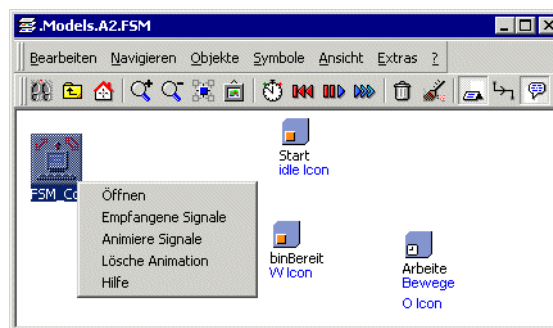 .Models.A2.FSM
Bearbeiten Navigieren Objekte Symbole Ansicht Extras ?
Start
idle Icon
FSM_Co
Öffnen
Empfangene Signale
Animiere Signale
Lösche Animation
Hilfe
binBereit
W Icon
Arbeite
Bewege
O Icon